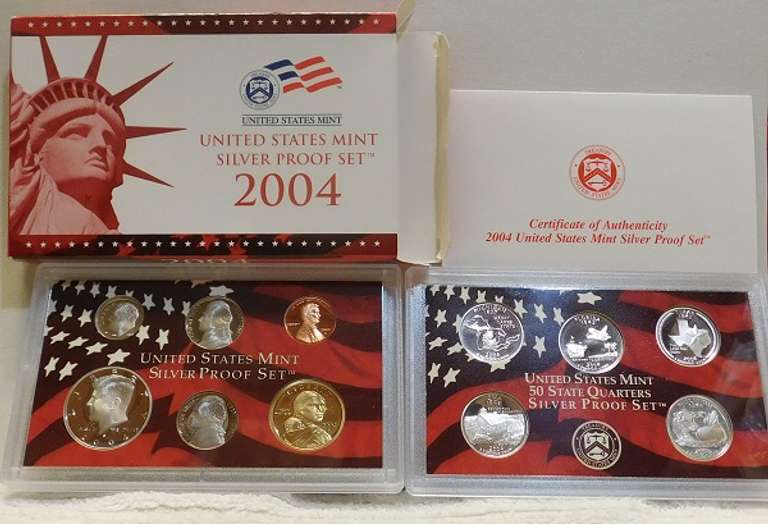 UNITED STATES MINT
UNITED STATES MINT
SILVER PROOF SET™
2004
2004
Certificate of Authenticity
2004 United States Mint Silver Proof Set™
UNITED STATES MINT
SILVER PROOF SET™
UNITED STATES MINT
50 STATE QUARTERS
SILVER PROOF SET™